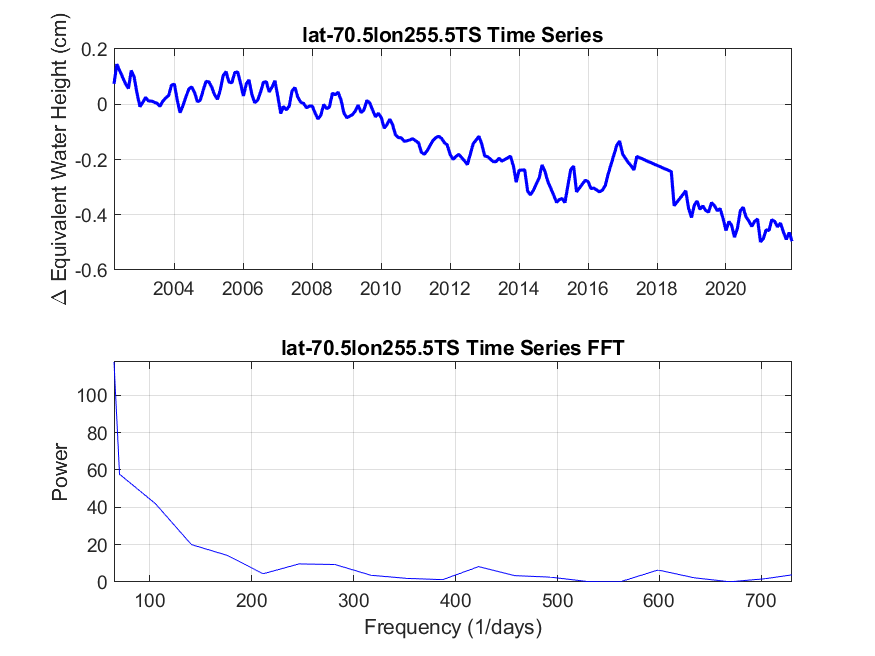 lat-70.5lon255.5TS Time Series
Δ Equivalent Water Height (cm)
0.2
0
-0.2
-0.4
-0.6
2004 2006 2008 2010 2012 2014 2016 2018 2020
lat-70.5lon255.5TS Time Series FFT
Power
100
80
60
40
20
0
100 200 300 400 500 600 700
Frequency (1/days)